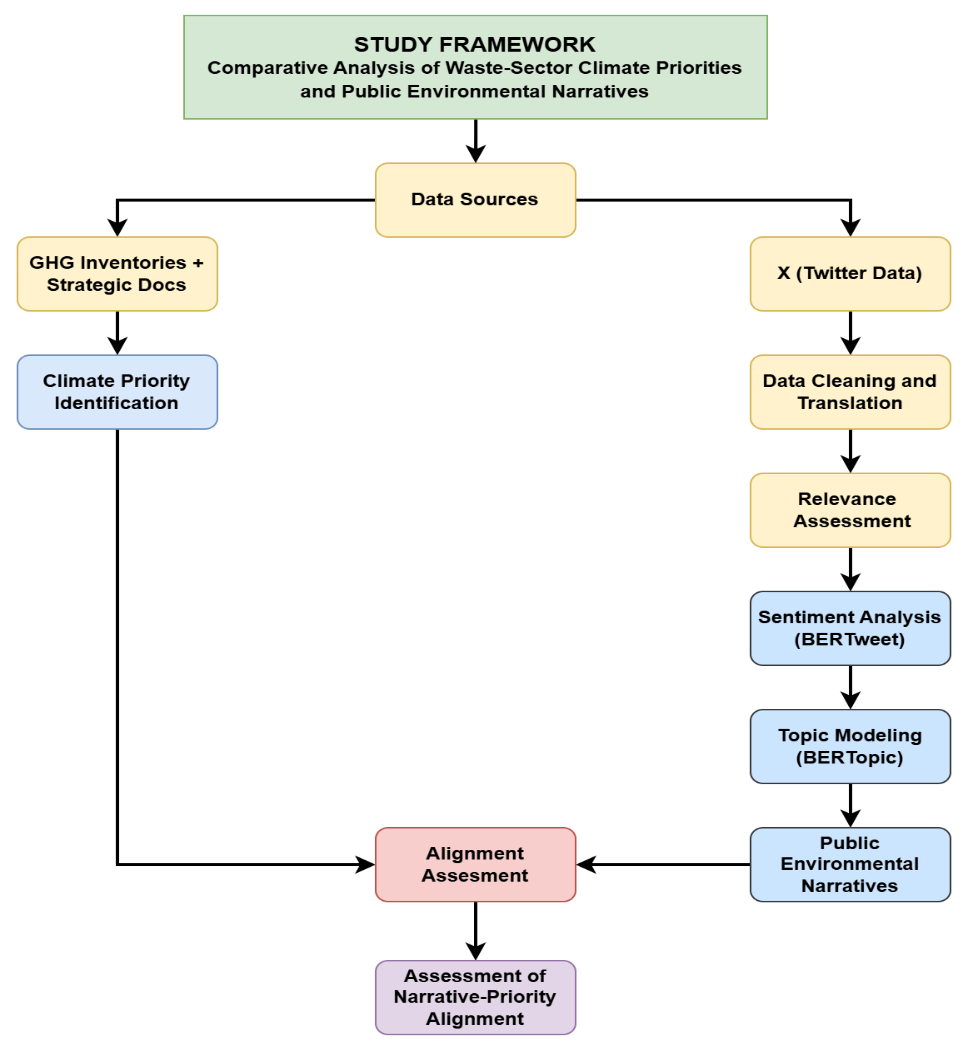 STUDY FRAMEWORK
Comparative Analysis of Waste-Sector Climate Priorities
and Public Environmental Narratives
Data Sources
GHG Inventories +
Strategic Docs
X (Twitter Data)
Climate Priority
Identification
Data Cleaning and
Translation
Relevance
Assessment
Sentiment Analysis
(BERTweet)
Topic Modeling
(BERTopic)
Alignment
Assesment
Public
Environmental
Narratives
Assessment of
Narrative-Priority
Alignment